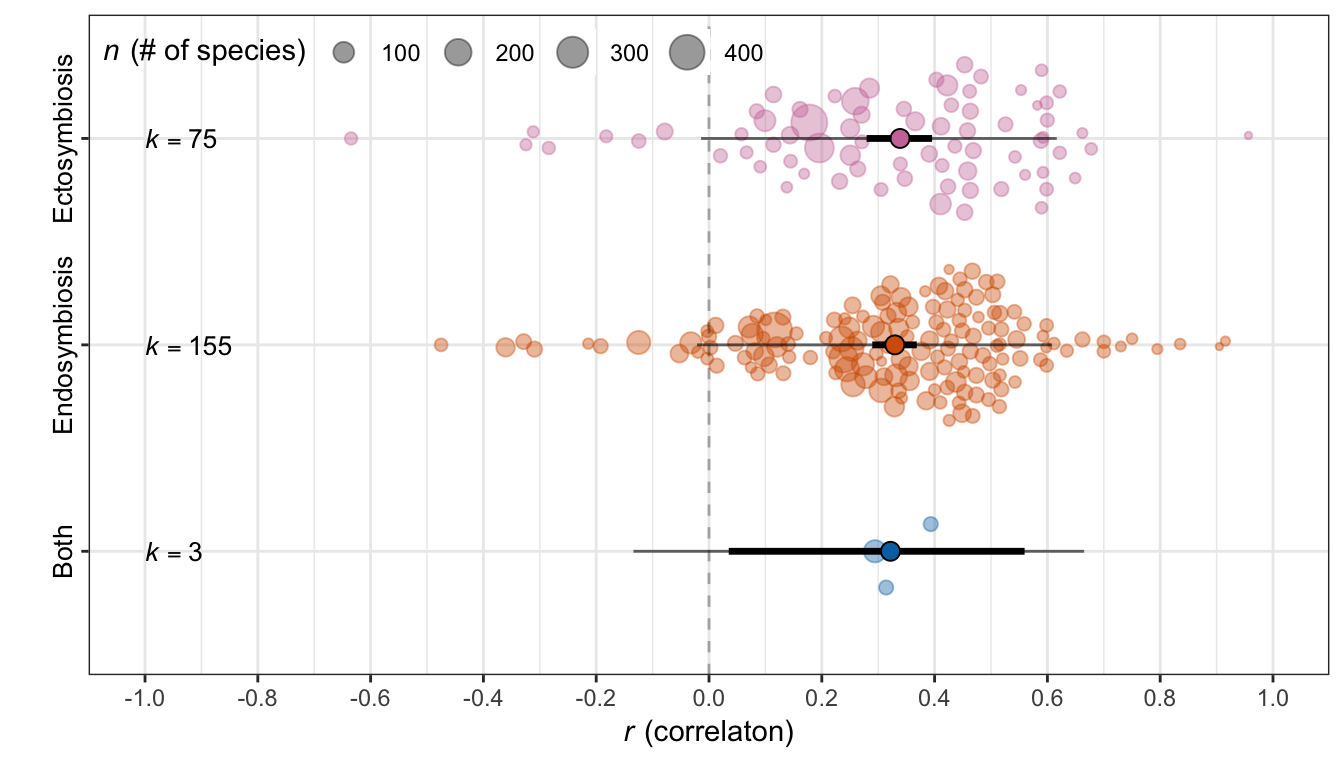 n (# of species) 100 200 300 400
Ectosymbiosis
k = 75
Endosymbiosis
k = 155
Both
k = 3
-1.0 -0.8 -0.6 -0.4 -0.2 0.0 0.2 0.4 0.6 0.8 1.0
r (correlaton)